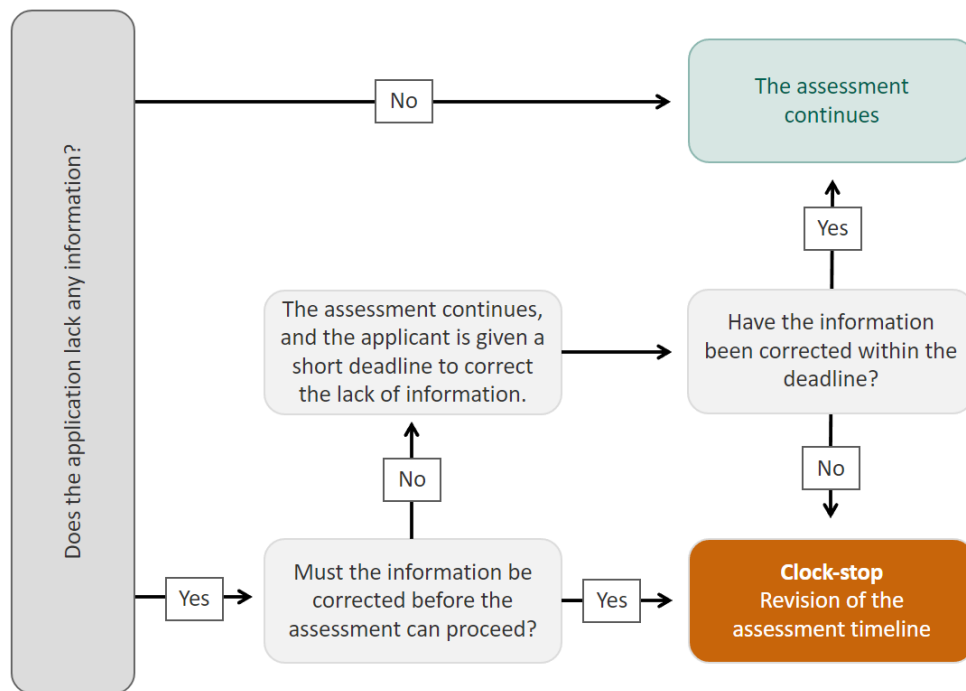 Does the application lack any information?
No
The assessment
continues
Yes
The assessment continues,
and the applicant is given a
short deadline to correct
the lack of information.
Have the information
been corrected within the
deadline?
No
No
Yes
Must the information be
corrected before the
assessment can proceed?
Yes
Clock-stop
Revision of the
assessment timeline